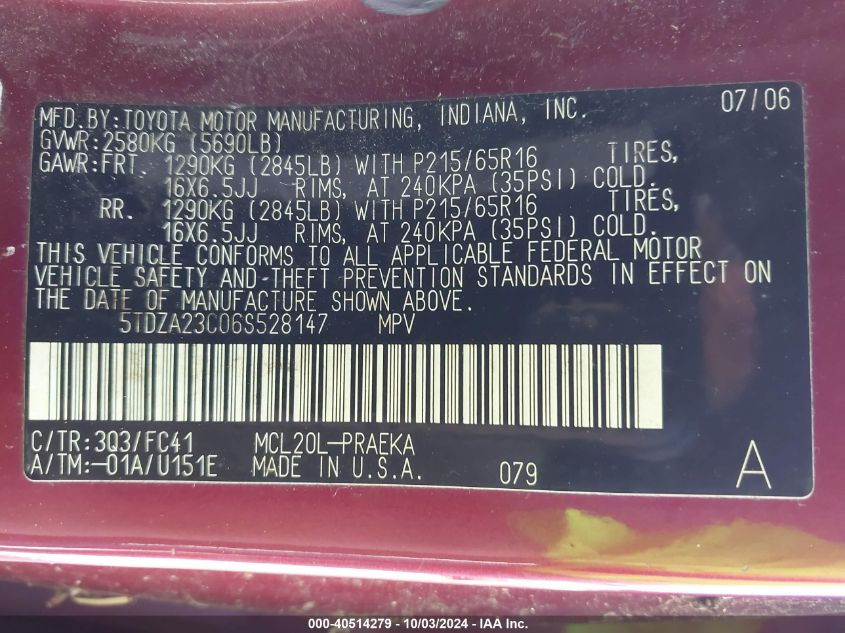 MFD.BY:TOYOTA MOTOR MANUFACTURING, INDIANA, INC. 07/06
GVWR:2580KG (5690LB)
GAWR:FRT. 1290KG (2845LB) WITH P215/65R16 TIRES,
16X6.5JJ RIMS, AT 240KPA (35PSI) COLD.
RR. 1290KG (2845LB) WITH P215/65R16 TIRES,
16X6.5JJ RIMS, AT 240KPA (35PSI) COLD.
THIS VEHICLE CONFORMS TO ALL APPLICABLE FEDERAL MOTOR
VEHICLE SAFETY AND-THEFT PREVENTION STANDARDS IN EFFECT ON
THE DATE OF MANUFACTURE SHOWN ABOVE.
5TDZA23C06S528147 MPV
C/TR:3Q3/FC41 MCL20L-PRAEKA
A/TM:-01A/U151E MADE IN U.S.A. 079 A
000-40514279 - 10/03/2024 - IAA Inc.